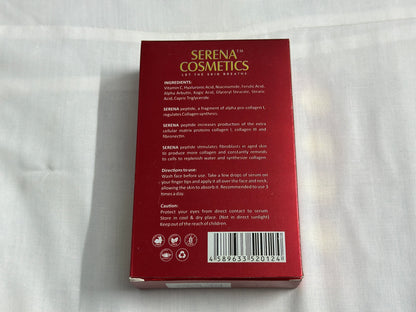 SERENA™
COSMETICS
LET THE SKIN BREATHE
INGREDIENTS:
Vitamin C, Hyaluronic Acid, Niacinamide, Ferulic Acid,
Alpha Arbutin, Kogic Acid, Glyceryl Stearate, Stearic
Acid, Capric Triglyceride
SERENA peptide, a fragment of alpha pro-collagen I,
regulates Collagen synthesis.
SERENA peptide increases production of the extra
cellular matrix proteins collagen I, collagen III and
fibronectin.
SERENA peptide stimulates fibroblasts in aged skin
to produce more collagen and constantly reminds
to cells to replenish water and synthesize collagen.
Directions to use:
Wash face before use. Take a few drops of serum on
your finger tips and apply it all over the face and neck,
allowing the skin to absorb it. Recommended to use 3
times a day.
Caution:
Protect your eyes from direct contact to serum
Store in cool & dry place. (Not in direct sunlight)
Keep out of the reach of children.
4 589633 520124